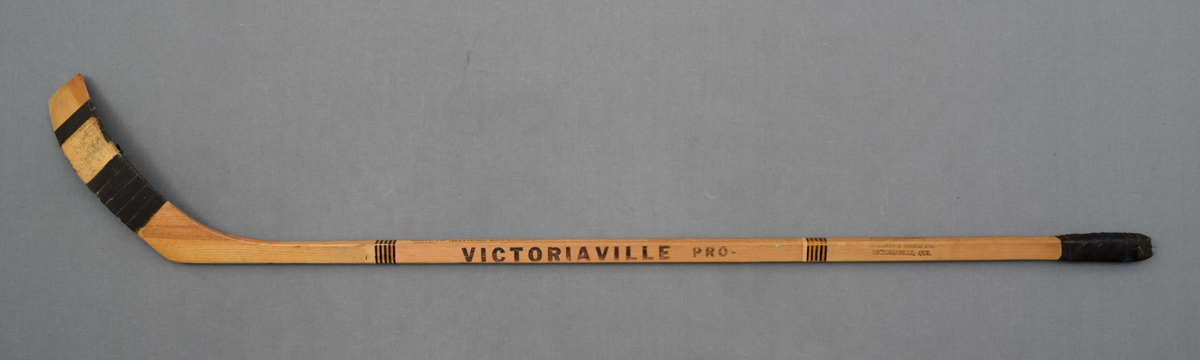 VICTORIAVILLE PRO-
VICTORIAVILLE, QUE.